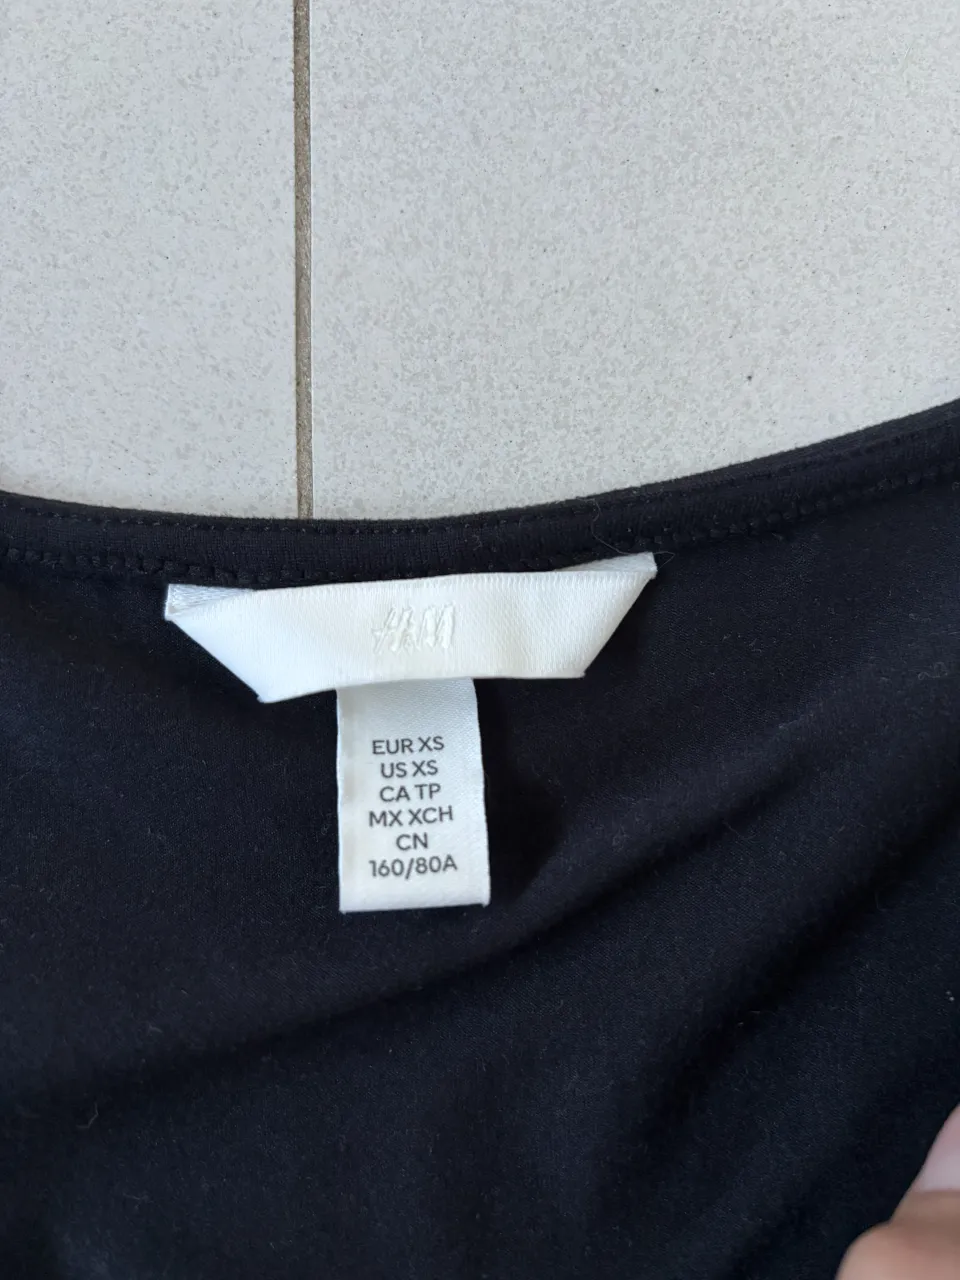 H&M
EUR XS
US XS
CA TP
MX XCH
CN
160/80A